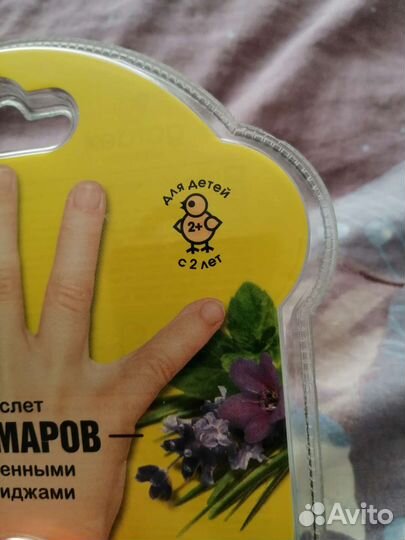 для детей
2+
с 2 лет
слет
МАРОВ
енными
иджами
Avito